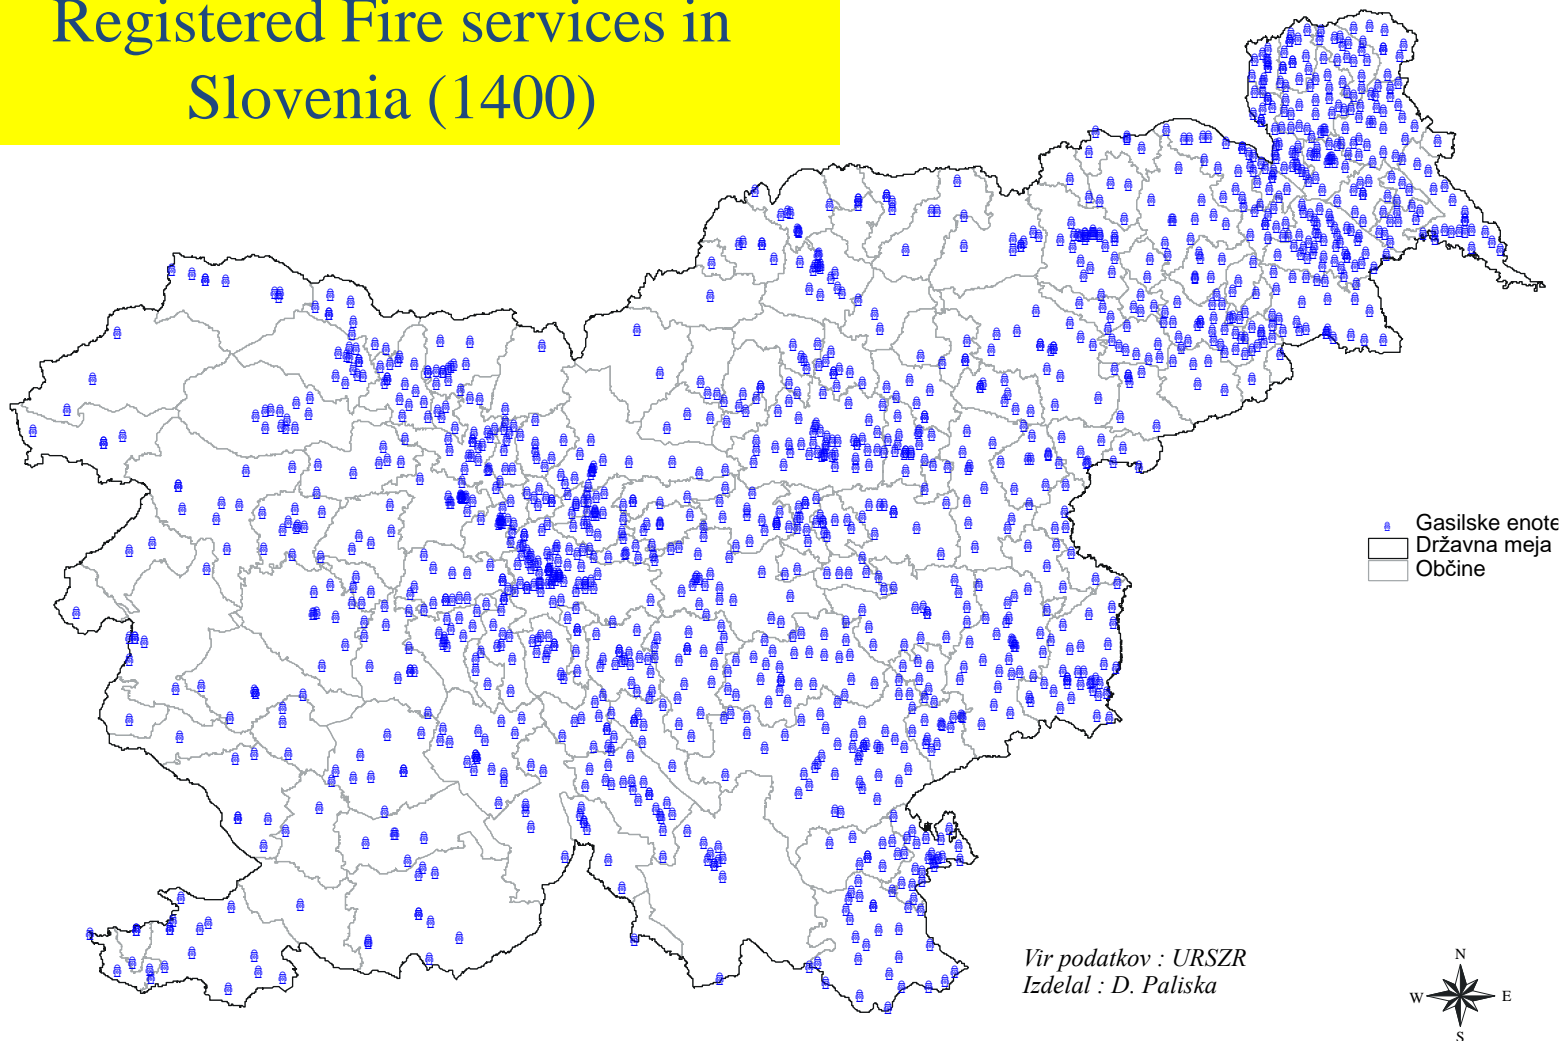 Registered Fire services in
Slovenia (1400)
Gasilske enote
Državna meja
Občine
Vir podatkov : URSZR
Izdelal : D. Paliska
N
W E
S